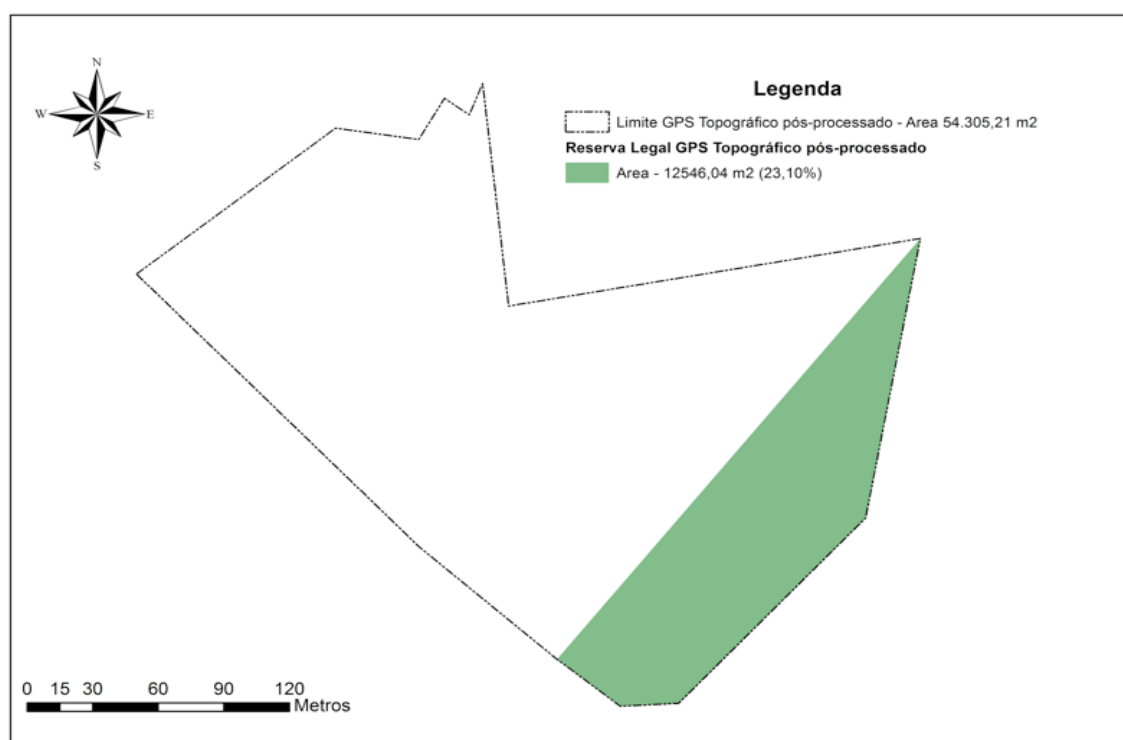 N
W E
S
Legenda
Limite GPS Topográfico pós-processado - Area 54.305,21 m2
Reserva Legal GPS Topográfico pós-processado
Area - 12546,04 m2 (23,10%)
0 15 30 60 90 120
Metros